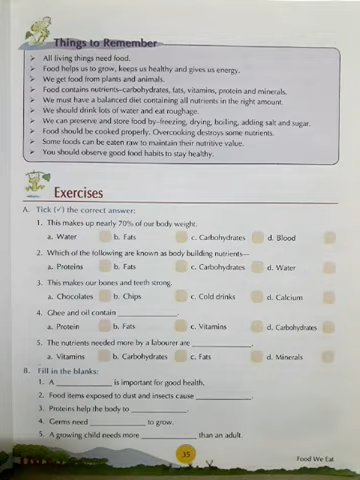 Things to Remember
➤ All living things need food.
➤ Food helps us to grow, keeps us healthy and gives us energy.
➤ We get food from plants and animals.
➤ Food contains nutrients–carbohydrates, fats, vitamins, protein and minerals.
➤ We must have a balanced diet containing all nutrients in the right amount.
➤ We should drink lots of water and eat roughage.
➤ We can preserve and store food by–freezing, drying, boiling, adding salt and sugar.
➤ Food should be cooked properly. Overcooking destroys some nutrients.
➤ Some foods can be eaten raw to maintain their nutritive value.
➤ You should observe good food habits to stay healthy.
Exercises
A. Tick (✓) the correct answer:
1. This makes up nearly 70% of our body weight.
a. Water b. Fats c. Carbohydrates d. Blood
2. Which of the following are known as body building nutrients—
a. Proteins b. Fats c. Carbohydrates d. Water
3. This makes our bones and teeth strong.
a. Chocolates b. Chips c. Cold drinks d. Calcium
4. Ghee and oil contain ______________.
a. Protein b. Fats c. Vitamins d. Carbohydrates
5. The nutrients needed more by a labourer are ______________.
a. Vitamins b. Carbohydrates c. Fats d. Minerals
B. Fill in the blanks:
1. A ______________ is important for good health.
2. Food items exposed to dust and insects cause ______________.
3. Proteins help the body to ______________.
4. Germs need ______________ to grow.
5. A growing child needs more ______________ than an adult.
35
Food We Eat